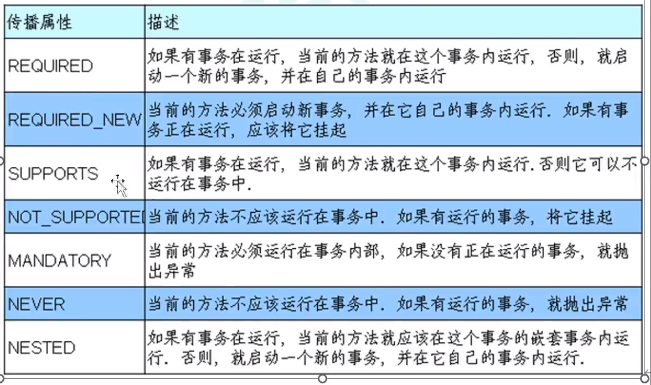 传播属性 描述
REQUIRED
如果有事务在运行，当前的方法就在这个事务内运行，否则，就启
动一个新的事务，并在自己的事务内运行
REQUIRED_NEW
当前的方法必须启动新事务，并在它自己的事务内运行．如果有事
务正在运行，应该将它挂起
SUPPORTS
如果有事务在运行，当前的方法就在这个事务内运行．否则它可以不
运行在事务中．
NOT_SUPPORTED
当前的方法不应该运行在事务中．如果有运行的事务，将它挂起
MANDATORY
当前的方法必须运行在事务内部，如果没有正在运行的事务，就抛
出异常
NEVER
当前的方法不应该运行在事务中．如果有运行的事务，就抛出异常
NESTED
如果有事务在运行，当前的方法就应该在这个事务的嵌套事务内运
行．否则，就启动一个新的事务，并在它自己的事务内运行．